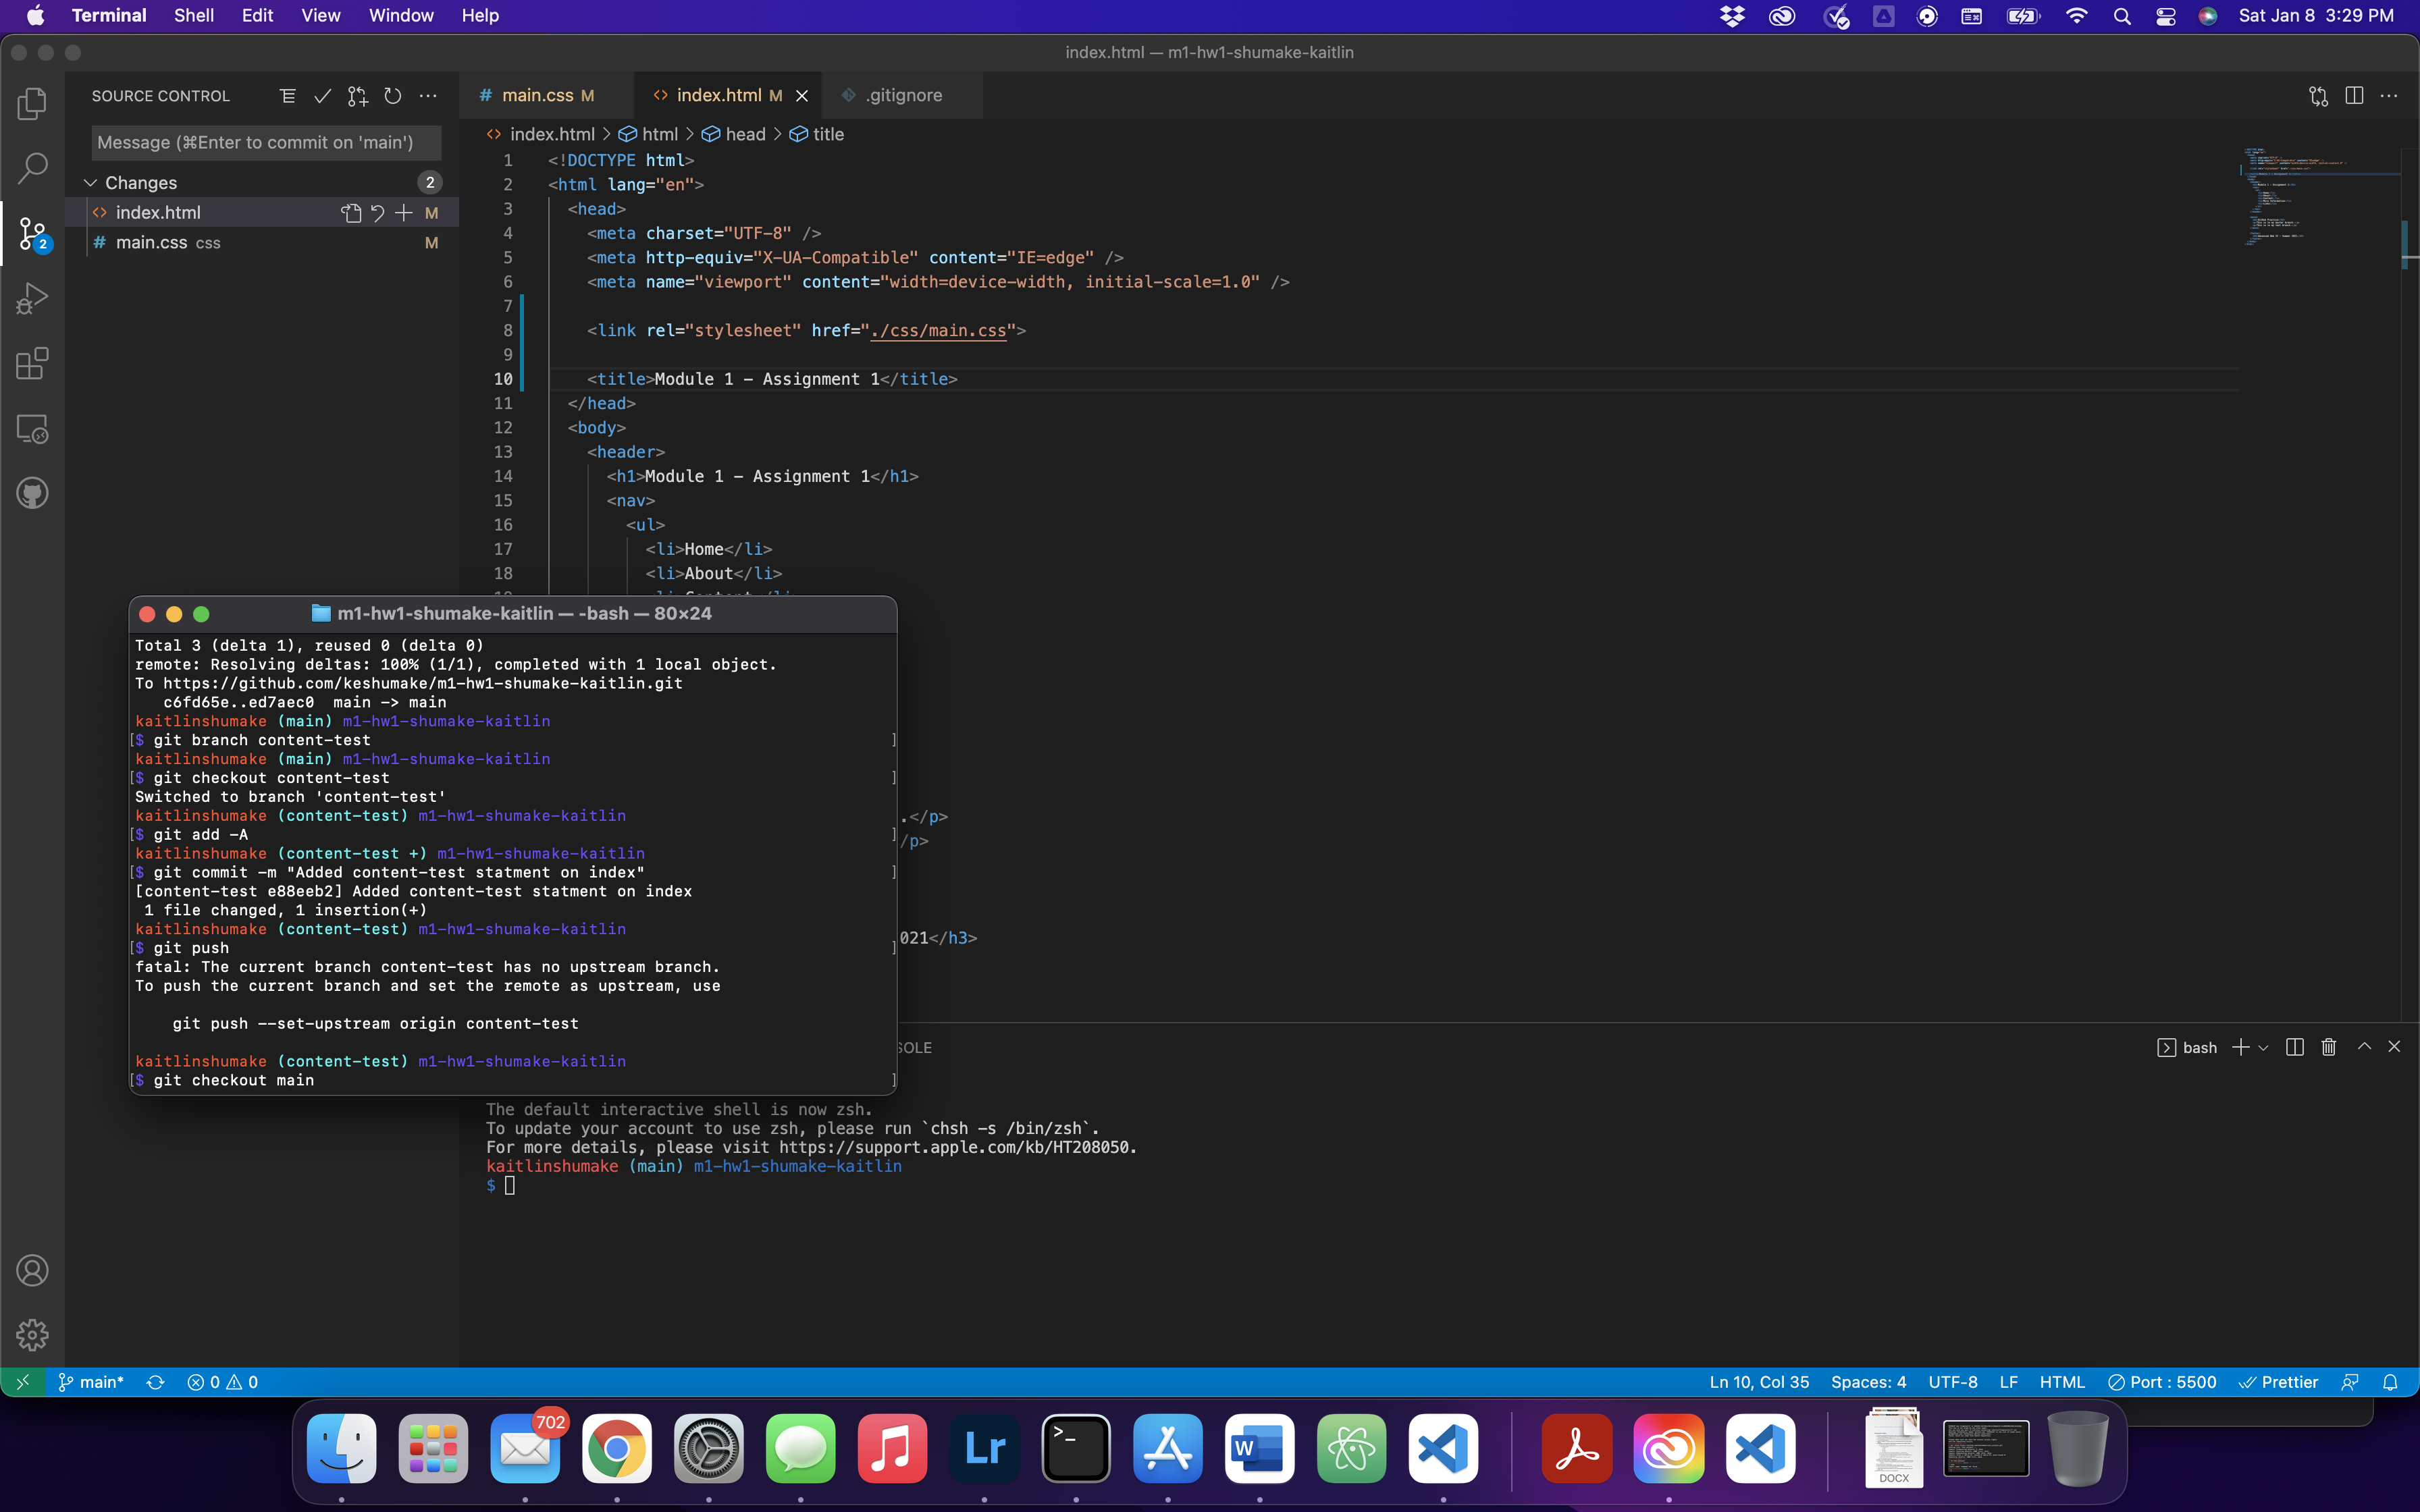 Terminal Shell Edit View Window Help Sat Jan 8 3:29 PM
index.html — m1-hw1-shumake-kaitlin
SOURCE CONTROL
Message (⌘Enter to commit on 'main')
Changes 2
index.html M
main.css css M
2
main.css M index.html M .gitignore
index.html > html > head > title
1 <!DOCTYPE html>
2 <html lang="en">
3 <head>
4 <meta charset="UTF-8" />
5 <meta http-equiv="X-UA-Compatible" content="IE=edge" />
6 <meta name="viewport" content="width=device-width, initial-scale=1.0" />
7
8 <link rel="stylesheet" href="./css/main.css">
9
10 <title>Module 1 - Assignment 1</title>
11 </head>
12 <body>
13 <header>
14 <h1>Module 1 - Assignment 1</h1>
15 <nav>
16 <ul>
17 <li>Home</li>
18 <li>About</li>
.</p>
/p>
021</h3>
m1-hw1-shumake-kaitlin — -bash — 80×24
Total 3 (delta 1), reused 0 (delta 0)
remote: Resolving deltas: 100% (1/1), completed with 1 local object.
To https://github.com/keshumake/m1-hw1-shumake-kaitlin.git
c6fd65e..ed7aec0 main -> main
kaitlinshumake (main) m1-hw1-shumake-kaitlin
[$ git branch content-test ]
kaitlinshumake (main) m1-hw1-shumake-kaitlin
[$ git checkout content-test ]
Switched to branch 'content-test'
kaitlinshumake (content-test) m1-hw1-shumake-kaitlin
[$ git add -A ]
kaitlinshumake (content-test +) m1-hw1-shumake-kaitlin
[$ git commit -m "Added content-test statment on index" ]
[content-test e88eeb2] Added content-test statment on index
1 file changed, 1 insertion(+)
kaitlinshumake (content-test) m1-hw1-shumake-kaitlin
[$ git push ]
fatal: The current branch content-test has no upstream branch.
To push the current branch and set the remote as upstream, use
git push --set-upstream origin content-test
kaitlinshumake (content-test) m1-hw1-shumake-kaitlin
[$ git checkout main ]
SOLE
bash
The default interactive shell is now zsh.
To update your account to use zsh, please run `chsh -s /bin/zsh`.
For more details, please visit https://support.apple.com/kb/HT208050.
kaitlinshumake (main) m1-hw1-shumake-kaitlin
$
main* 0 0 Ln 10, Col 35 Spaces: 4 UTF-8 LF HTML Port : 5500 Prettier
702
Lr
W
DOCX